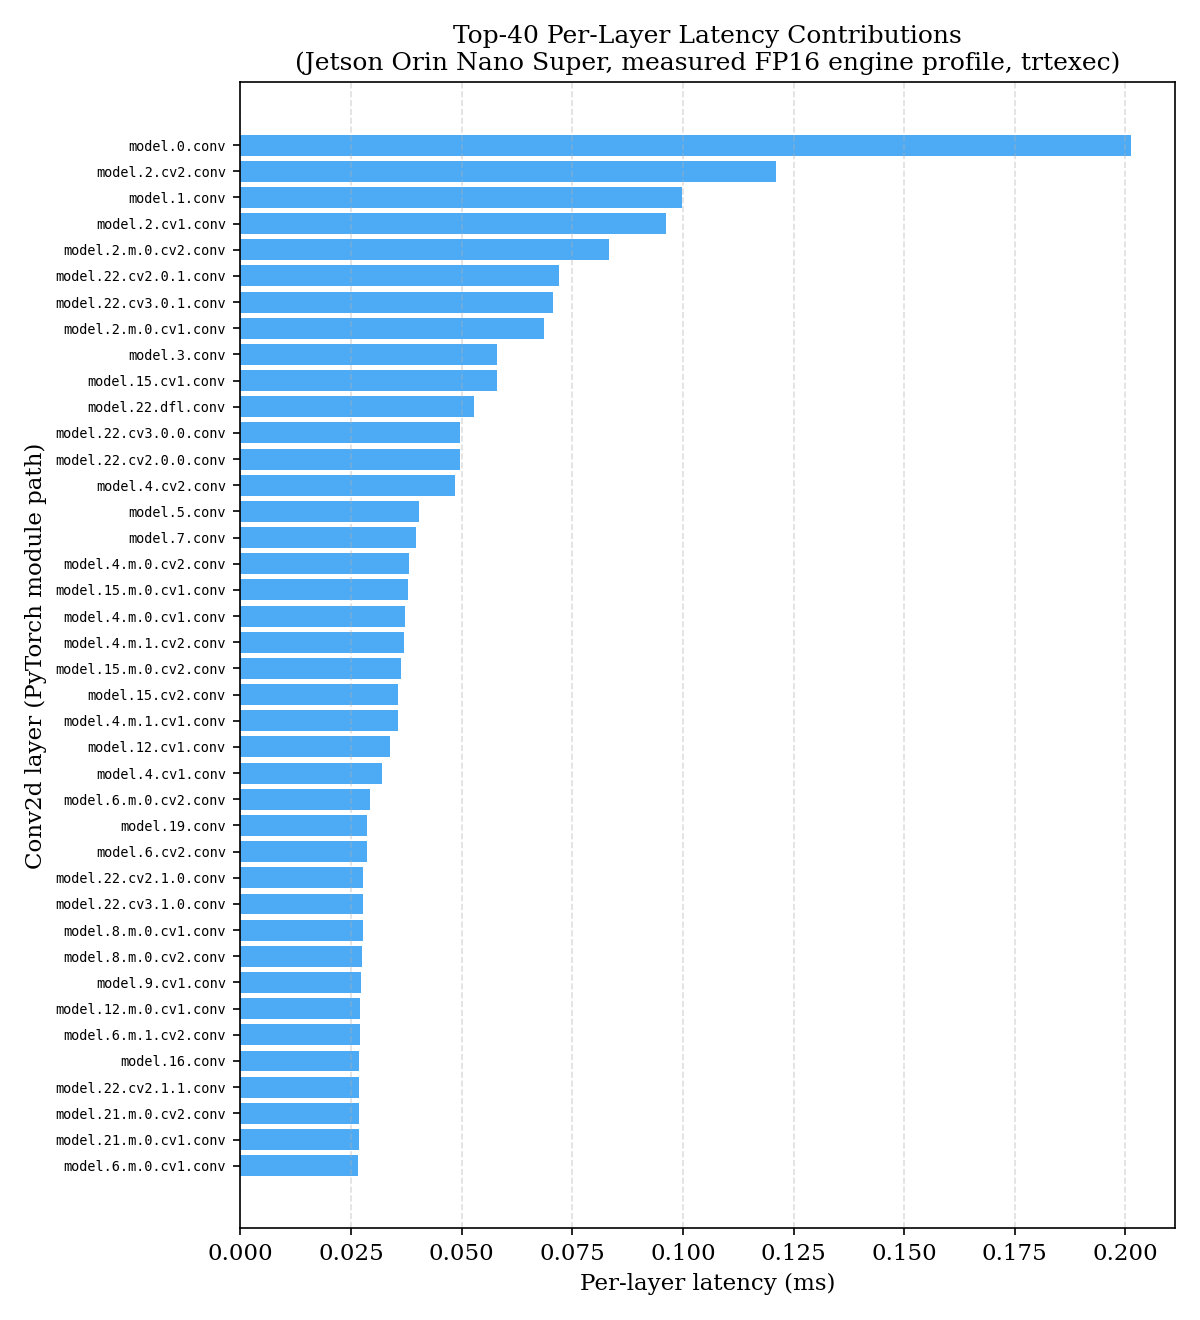 Top-40 Per-Layer Latency Contributions
(Jetson Orin Nano Super, measured FP16 engine profile, trtexec)
Conv2d layer (PyTorch module path)
model.0.conv
model.2.cv2.conv
model.1.conv
model.2.cv1.conv
model.2.m.0.cv2.conv
model.22.cv2.0.1.conv
model.22.cv3.0.1.conv
model.2.m.0.cv1.conv
model.3.conv
model.15.cv1.conv
model.22.dfl.conv
model.22.cv3.0.0.conv
model.22.cv2.0.0.conv
model.4.cv2.conv
model.5.conv
model.7.conv
model.4.m.0.cv2.conv
model.15.m.0.cv1.conv
model.4.m.0.cv1.conv
model.4.m.1.cv2.conv
model.15.m.0.cv2.conv
model.15.cv2.conv
model.4.m.1.cv1.conv
model.12.cv1.conv
model.4.cv1.conv
model.6.m.0.cv2.conv
model.19.conv
model.6.cv2.conv
model.22.cv2.1.0.conv
model.22.cv3.1.0.conv
model.8.m.0.cv1.conv
model.8.m.0.cv2.conv
model.9.cv1.conv
model.12.m.0.cv1.conv
model.6.m.1.cv2.conv
model.16.conv
model.22.cv2.1.1.conv
model.21.m.0.cv2.conv
model.21.m.0.cv1.conv
model.6.m.0.cv1.conv
0.000 0.025 0.050 0.075 0.100 0.125 0.150 0.175 0.200
Per-layer latency (ms)